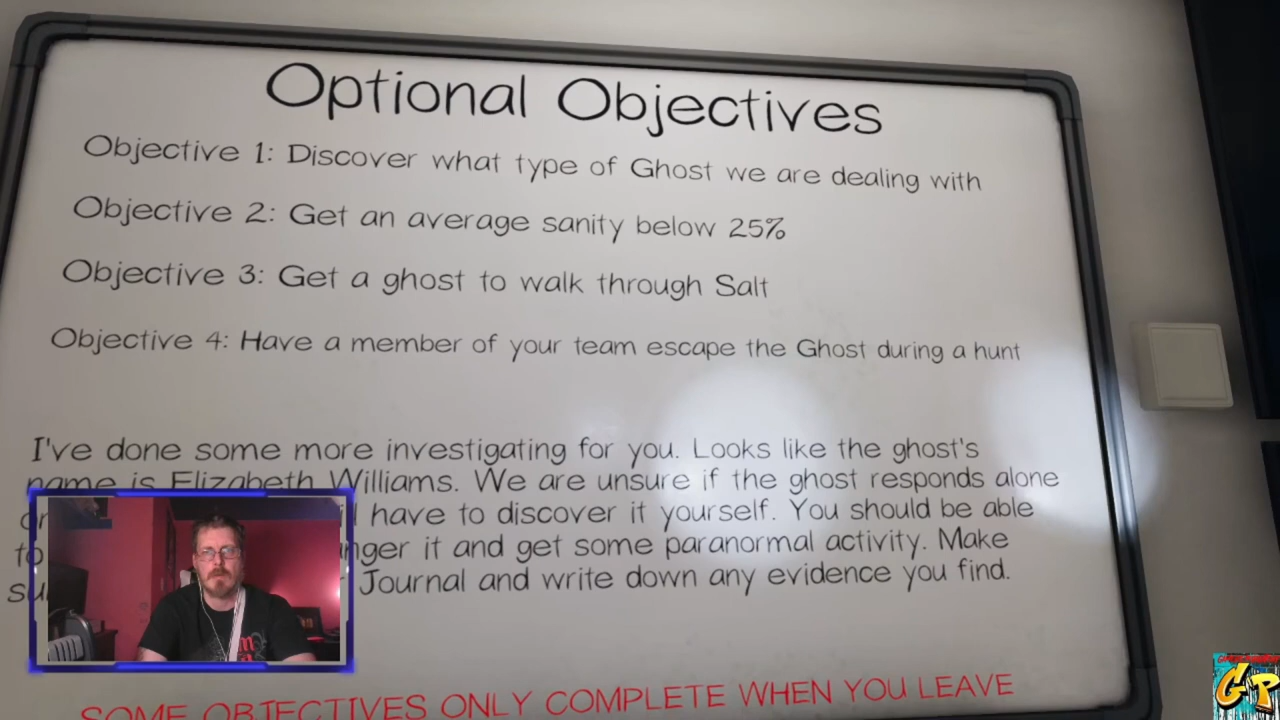 Optional Objectives
Objective 1: Discover what type of Ghost we are dealing with
Objective 2: Get an average sanity below 25%
Objective 3: Get a ghost to walk through Salt
Objective 4: Have a member of your team escape the Ghost during a hunt
I've done some more investigating for you. Looks like the ghost's
name is Elizabeth Williams. We are unsure if the ghost responds alone
have to discover it yourself. You should be able
it and get some paranormal activity. Make
Journal and write down any evidence you find.
SOME OBJECTIVES ONLY COMPLETE WHEN YOU LEAVE
GP